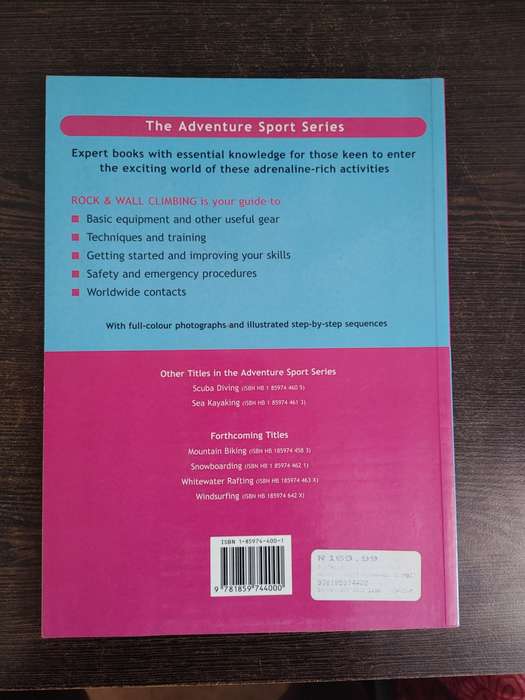 The Adventure Sport Series
Expert books with essential knowledge for those keen to enter
the exciting world of these adrenaline-rich activities
ROCK & WALL CLIMBING is your guide to
Basic equipment and other useful gear
Techniques and training
Getting started and improving your skills
Safety and emergency procedures
Worldwide contacts
With full-colour photographs and illustrated step-by-step sequences
Other Titles in the Adventure Sport Series
Scuba Diving (ISBN HB 1 85974 460 5)
Sea Kayaking (ISBN HB 1 85974 461 3)
Forthcoming Titles
Mountain Biking (ISBN HB 185974 458 3)
Snowboarding (ISBN HB 1 85974 462 1)
Whitewater Rafting (ISBN HB 185974 463 X)
Windsurfing (ISBN HB 185974 642 X)
ISBN 1-85974-400-1
9 781859 744000